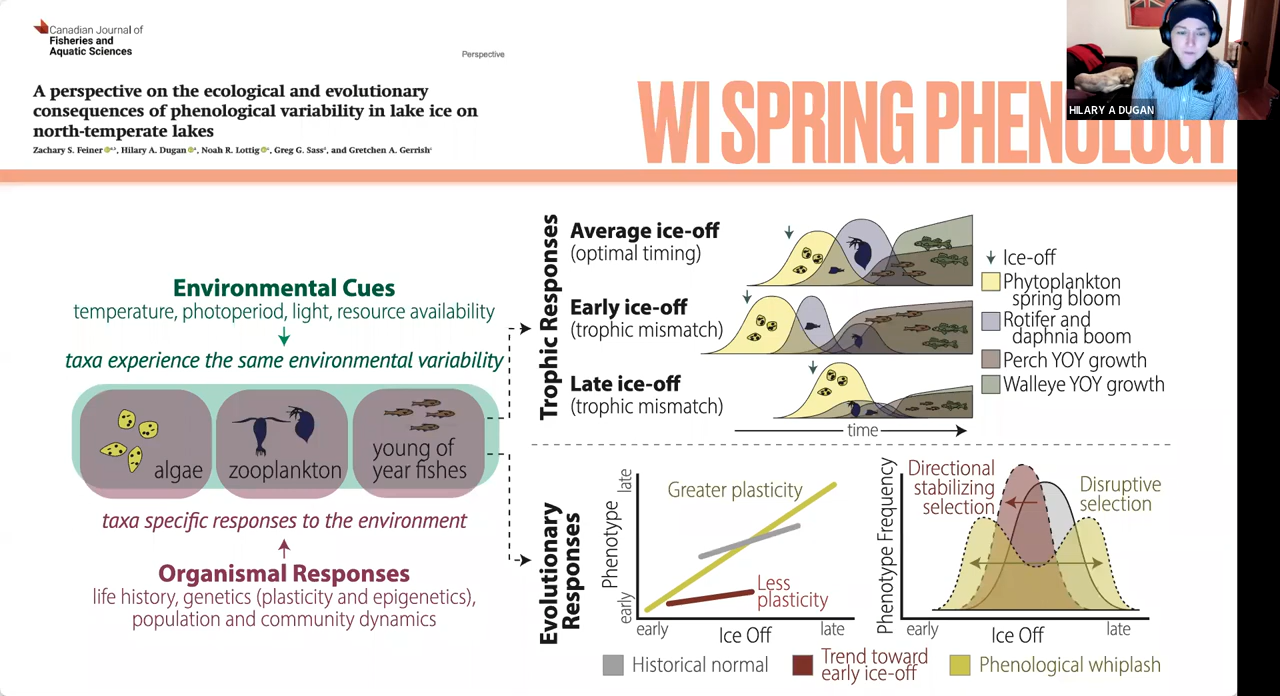 Canadian Journal of
Fisheries and
Aquatic Sciences
Perspective
A perspective on the ecological and evolutionary
consequences of phenological variability in lake ice on
north-temperate lakes
Zachary S. Feiner, Hilary A. Dugan, Noah R. Lottig, Greg G. Sass, and Gretchen A. Gerrish
WI SPRING PHENOLOGY
HILARY A DUGAN
Environmental Cues
temperature, photoperiod, light, resource availability
taxa experience the same environmental variability
algae
zooplankton
young of
year fishes
taxa specific responses to the environment
Organismal Responses
life history, genetics (plasticity and epigenetics),
population and community dynamics
Trophic Responses
Average ice-off
(optimal timing)
Early ice-off
(trophic mismatch)
Late ice-off
(trophic mismatch)
time
Ice-off
Phytoplankton
spring bloom
Rotifer and
daphnia boom
Perch YOY growth
Walleye YOY growth
Evolutionary
Responses
Phenotype
late
early
Greater plasticity
Less
plasticity
early
Ice Off
late
Phenotype Frequency
Directional
stabilizing
selection
Disruptive
selection
early
Ice Off
late
Historical normal
Trend toward
early ice-off
Phenological whiplash